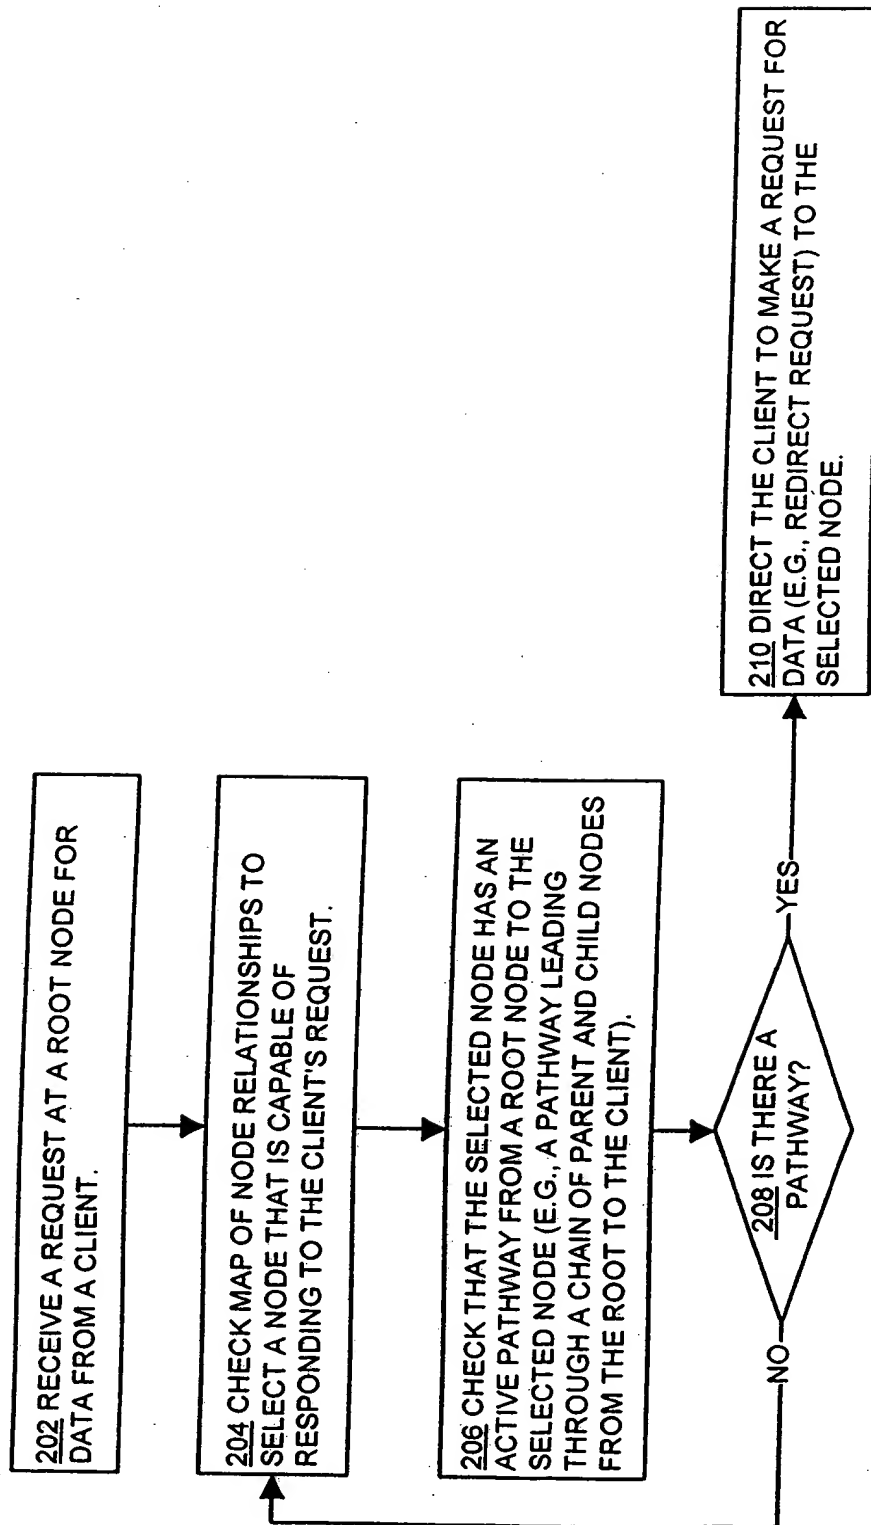 202 RECEIVE A REQUEST AT A ROOT NODE FOR
DATA FROM A CLIENT.
204 CHECK MAP OF NODE RELATIONSHIPS TO
SELECT A NODE THAT IS CAPABLE OF
RESPONDING TO THE CLIENT'S REQUEST.
206 CHECK THAT THE SELECTED NODE HAS AN
ACTIVE PATHWAY FROM A ROOT NODE TO THE
SELECTED NODE (E.G., A PATHWAY LEADING
THROUGH A CHAIN OF PARENT AND CHILD NODES
FROM THE ROOT TO THE CLIENT).
208 IS THERE A
PATHWAY?
NO
YES
210 DIRECT THE CLIENT TO MAKE A REQUEST FOR
DATA (E.G., REDIRECT REQUEST) TO THE
SELECTED NODE.